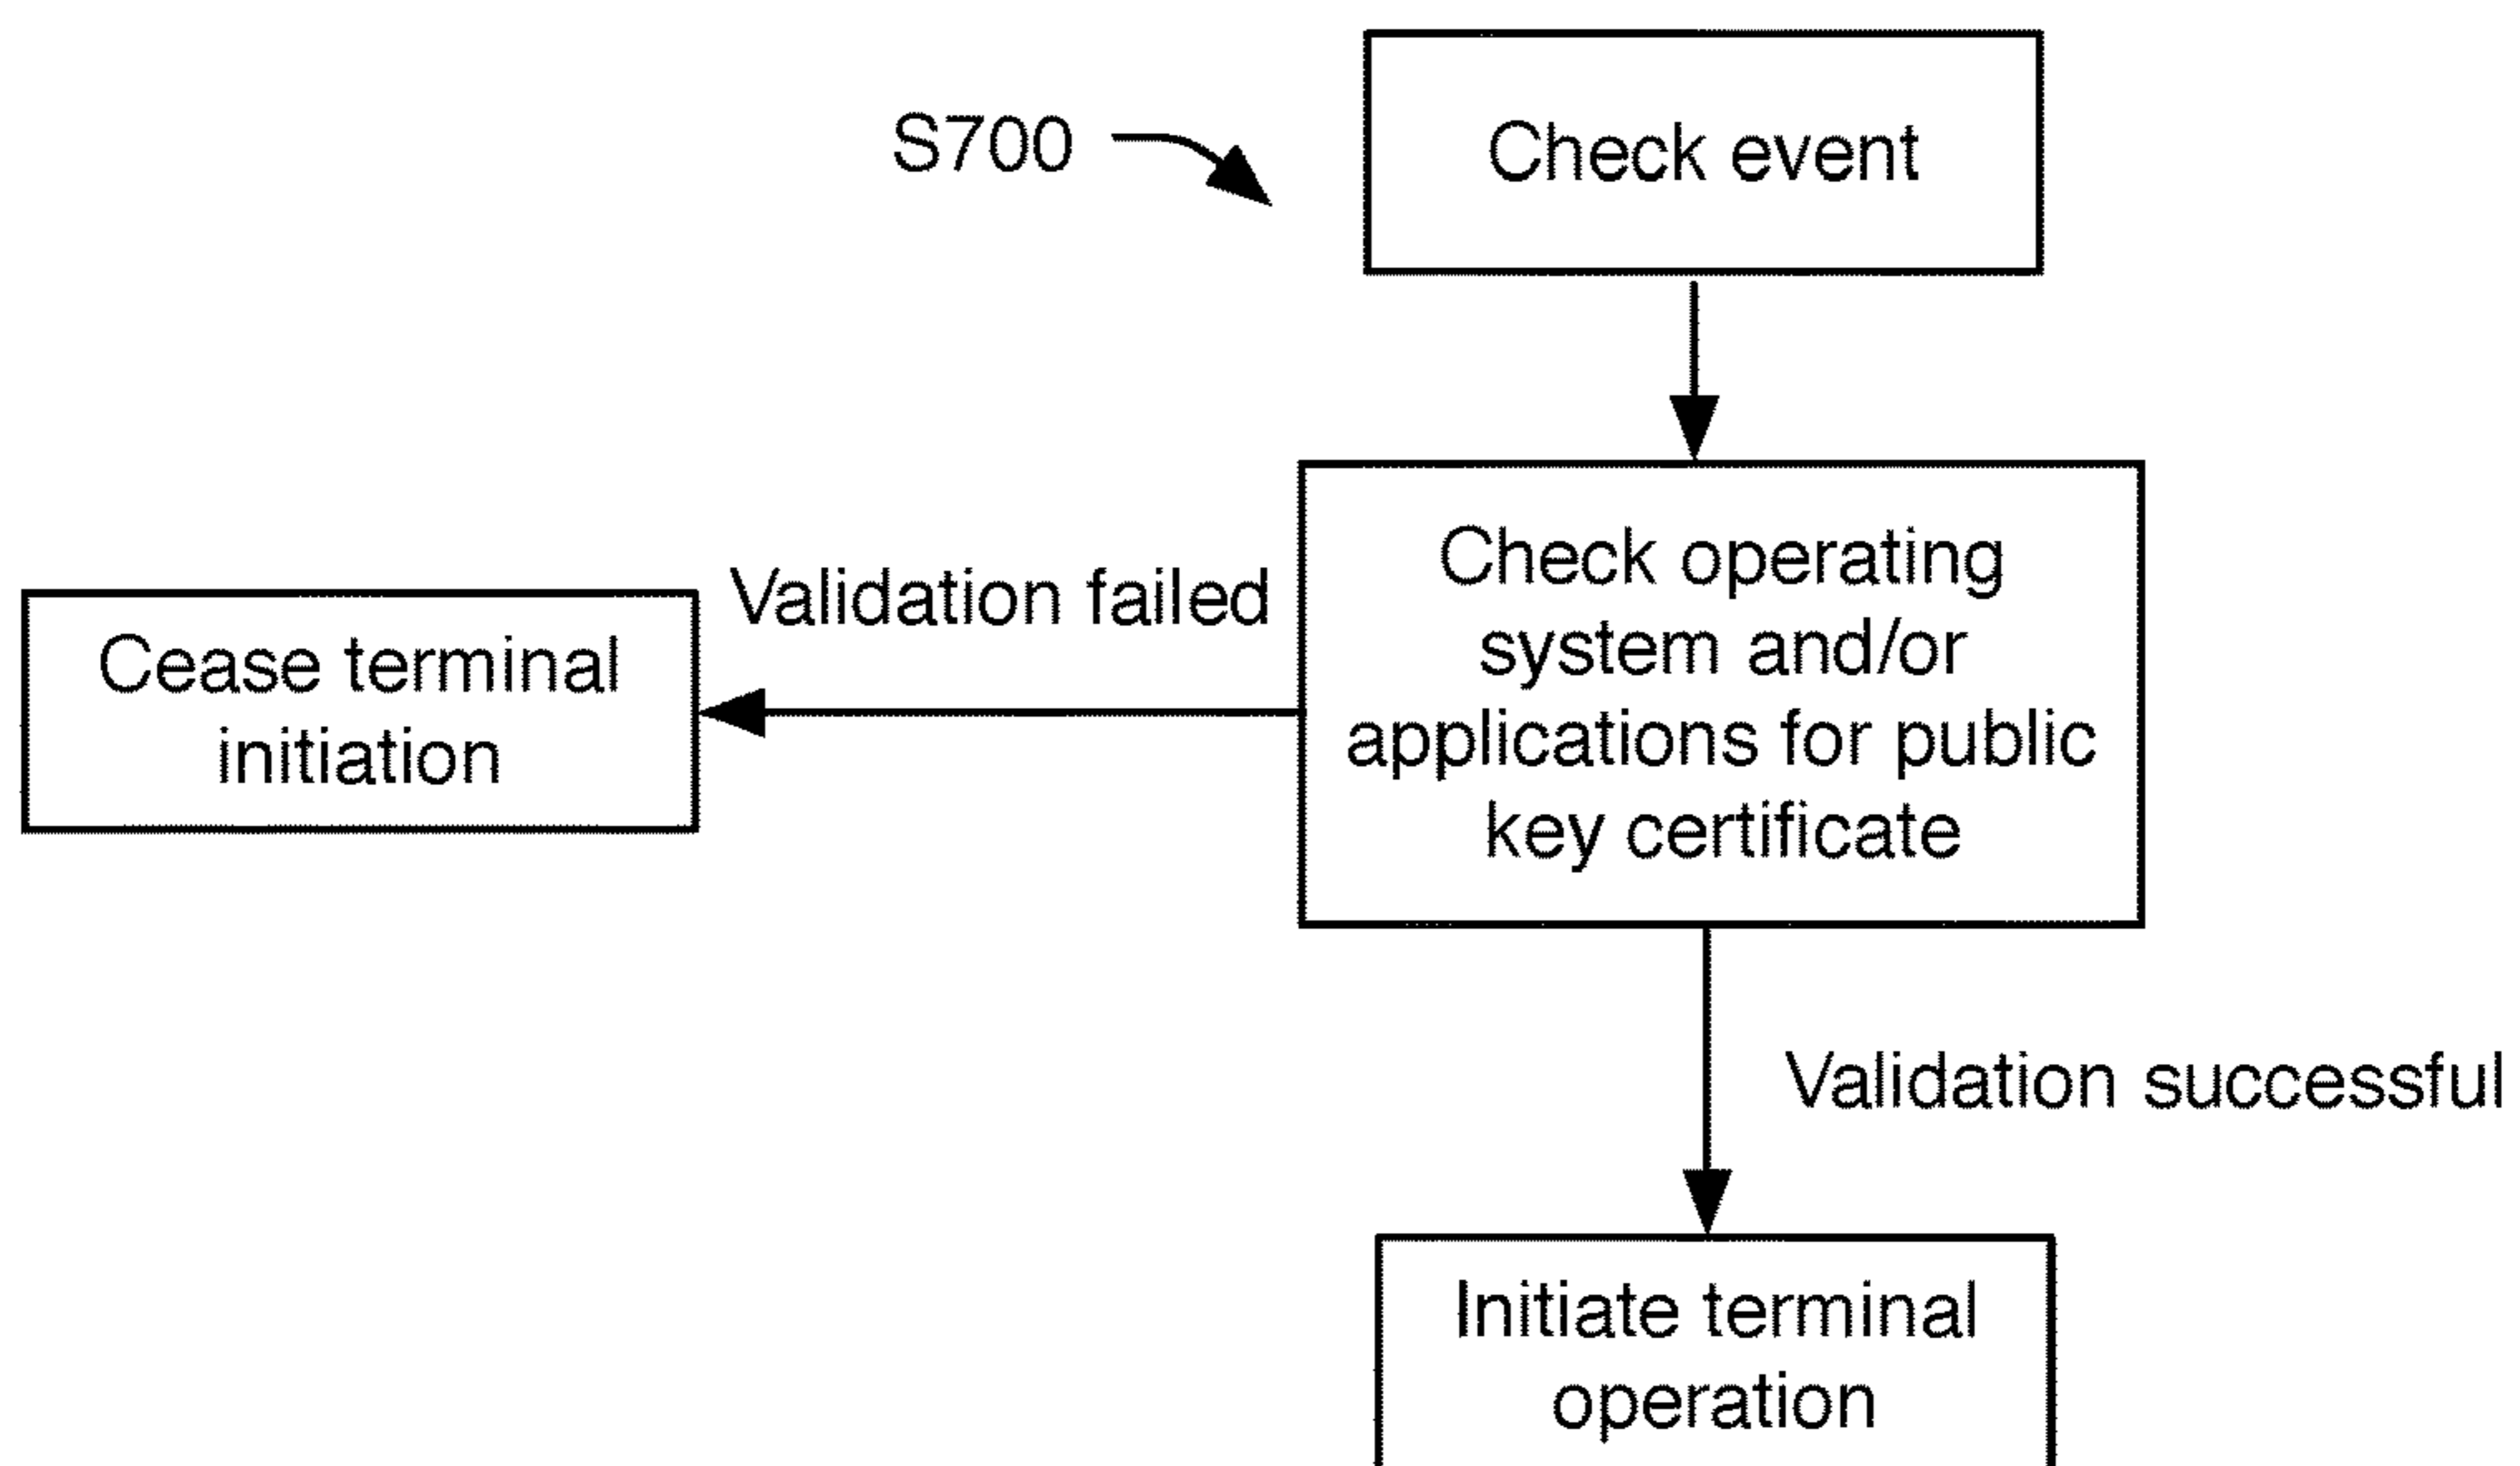 S700
Check event
Validation failed
Check operating
system and/or
applications for public
key certificate
Cease terminal
initiation
Validation successful
Initiate terminal
operation